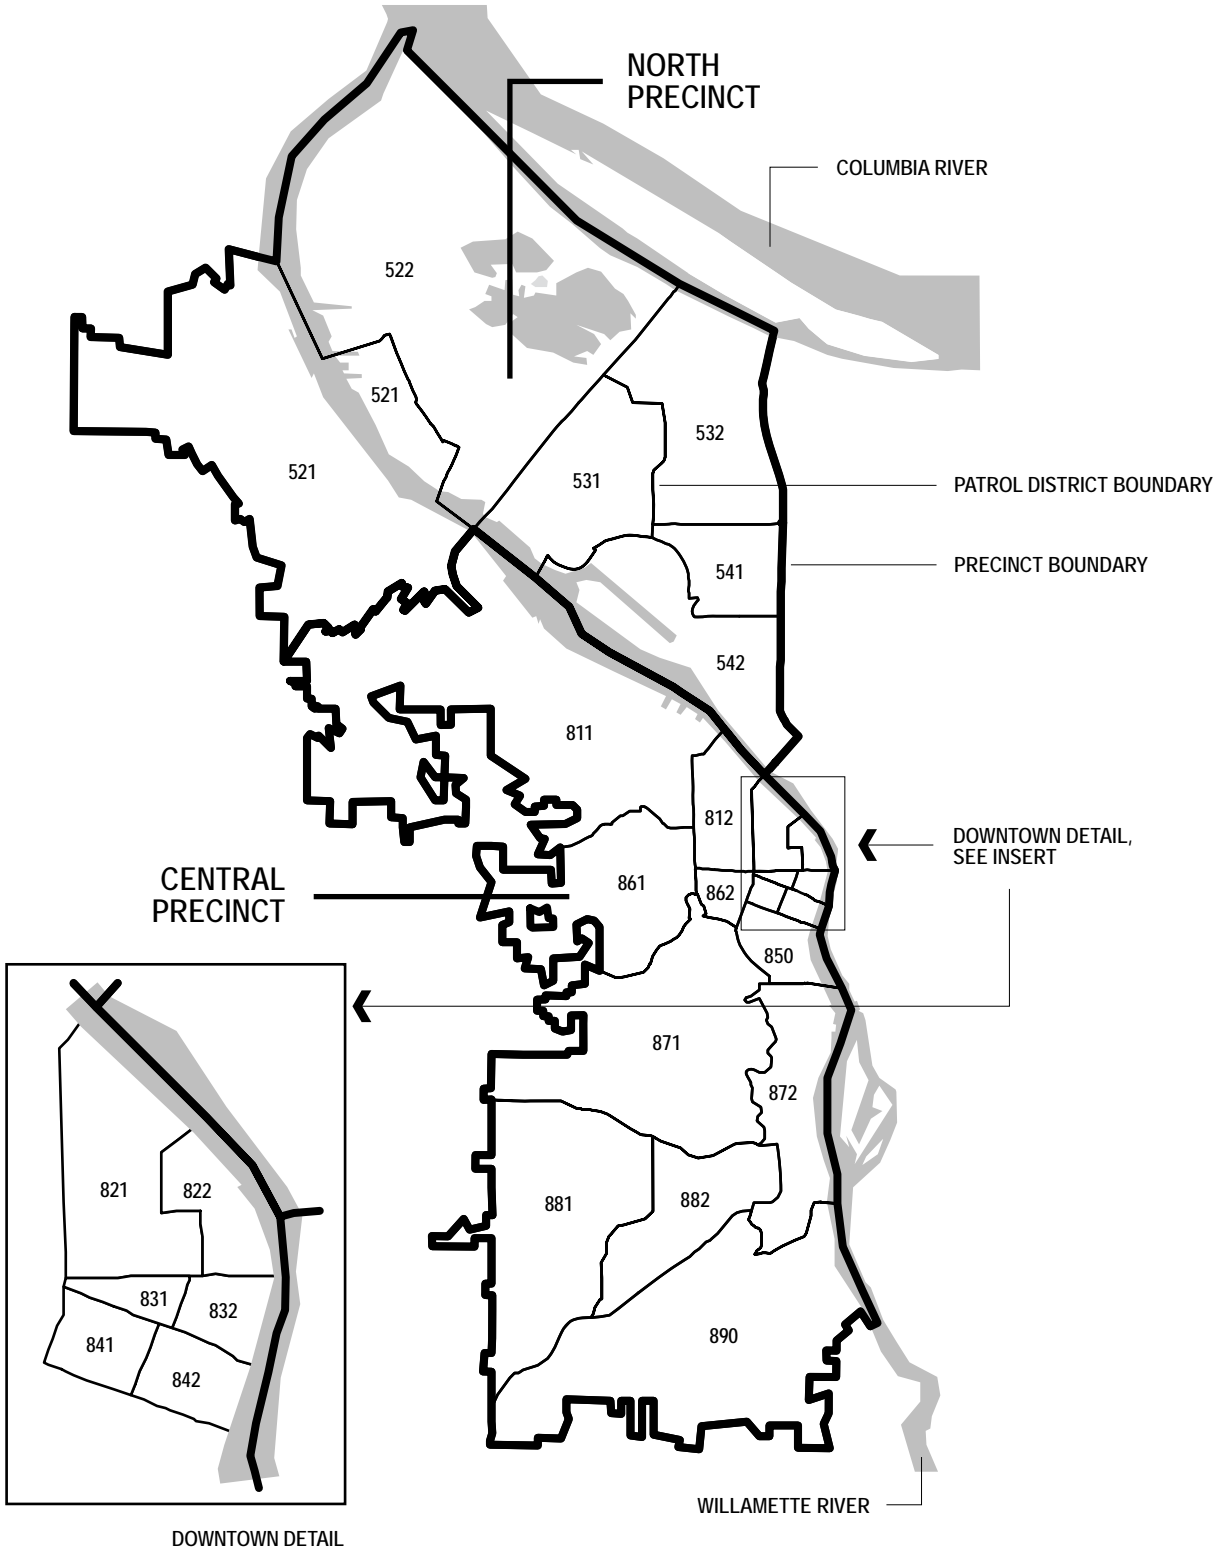 NORTH
PRECINCT
COLUMBIA RIVER
522
521
532
521
531
PATROL DISTRICT BOUNDARY
PRECINCT BOUNDARY
541
542
811
812
DOWNTOWN DETAIL,
SEE INSERT
CENTRAL
PRECINCT
861
862
850
871
872
881
882
890
821
822
831
832
841
842
WILLAMETTE RIVER
DOWNTOWN DETAIL